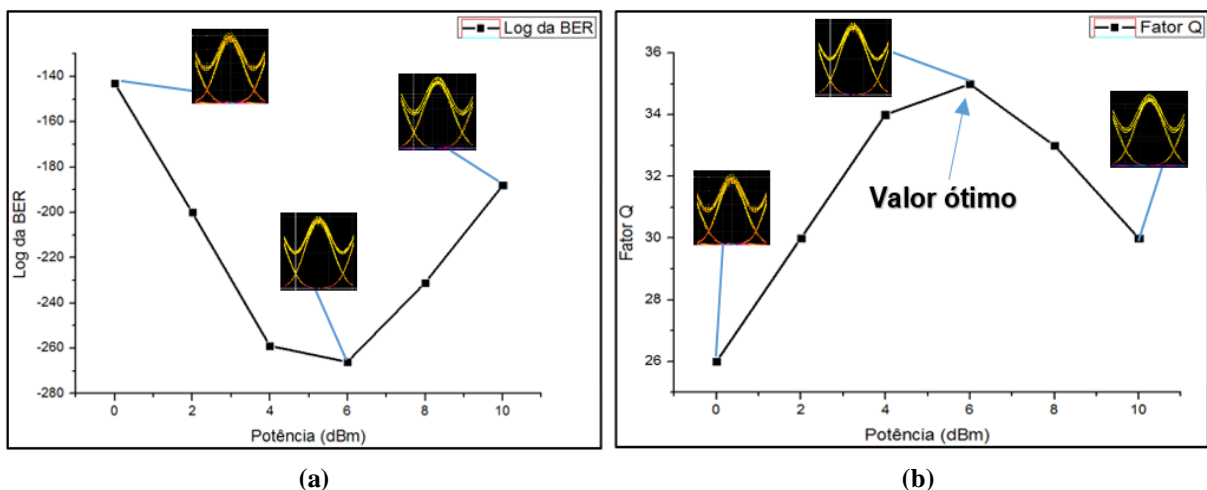 Log da BER
-140
-160
-180
-200
-220
-240
-260
-280
Log da BER
0 2 4 6 8 10
Potência (dBm)
(a)
Fator Q
36
34
32
30
28
26
Fator Q
Valor ótimo
0 2 4 6 8 10
Potência (dBm)
(b)